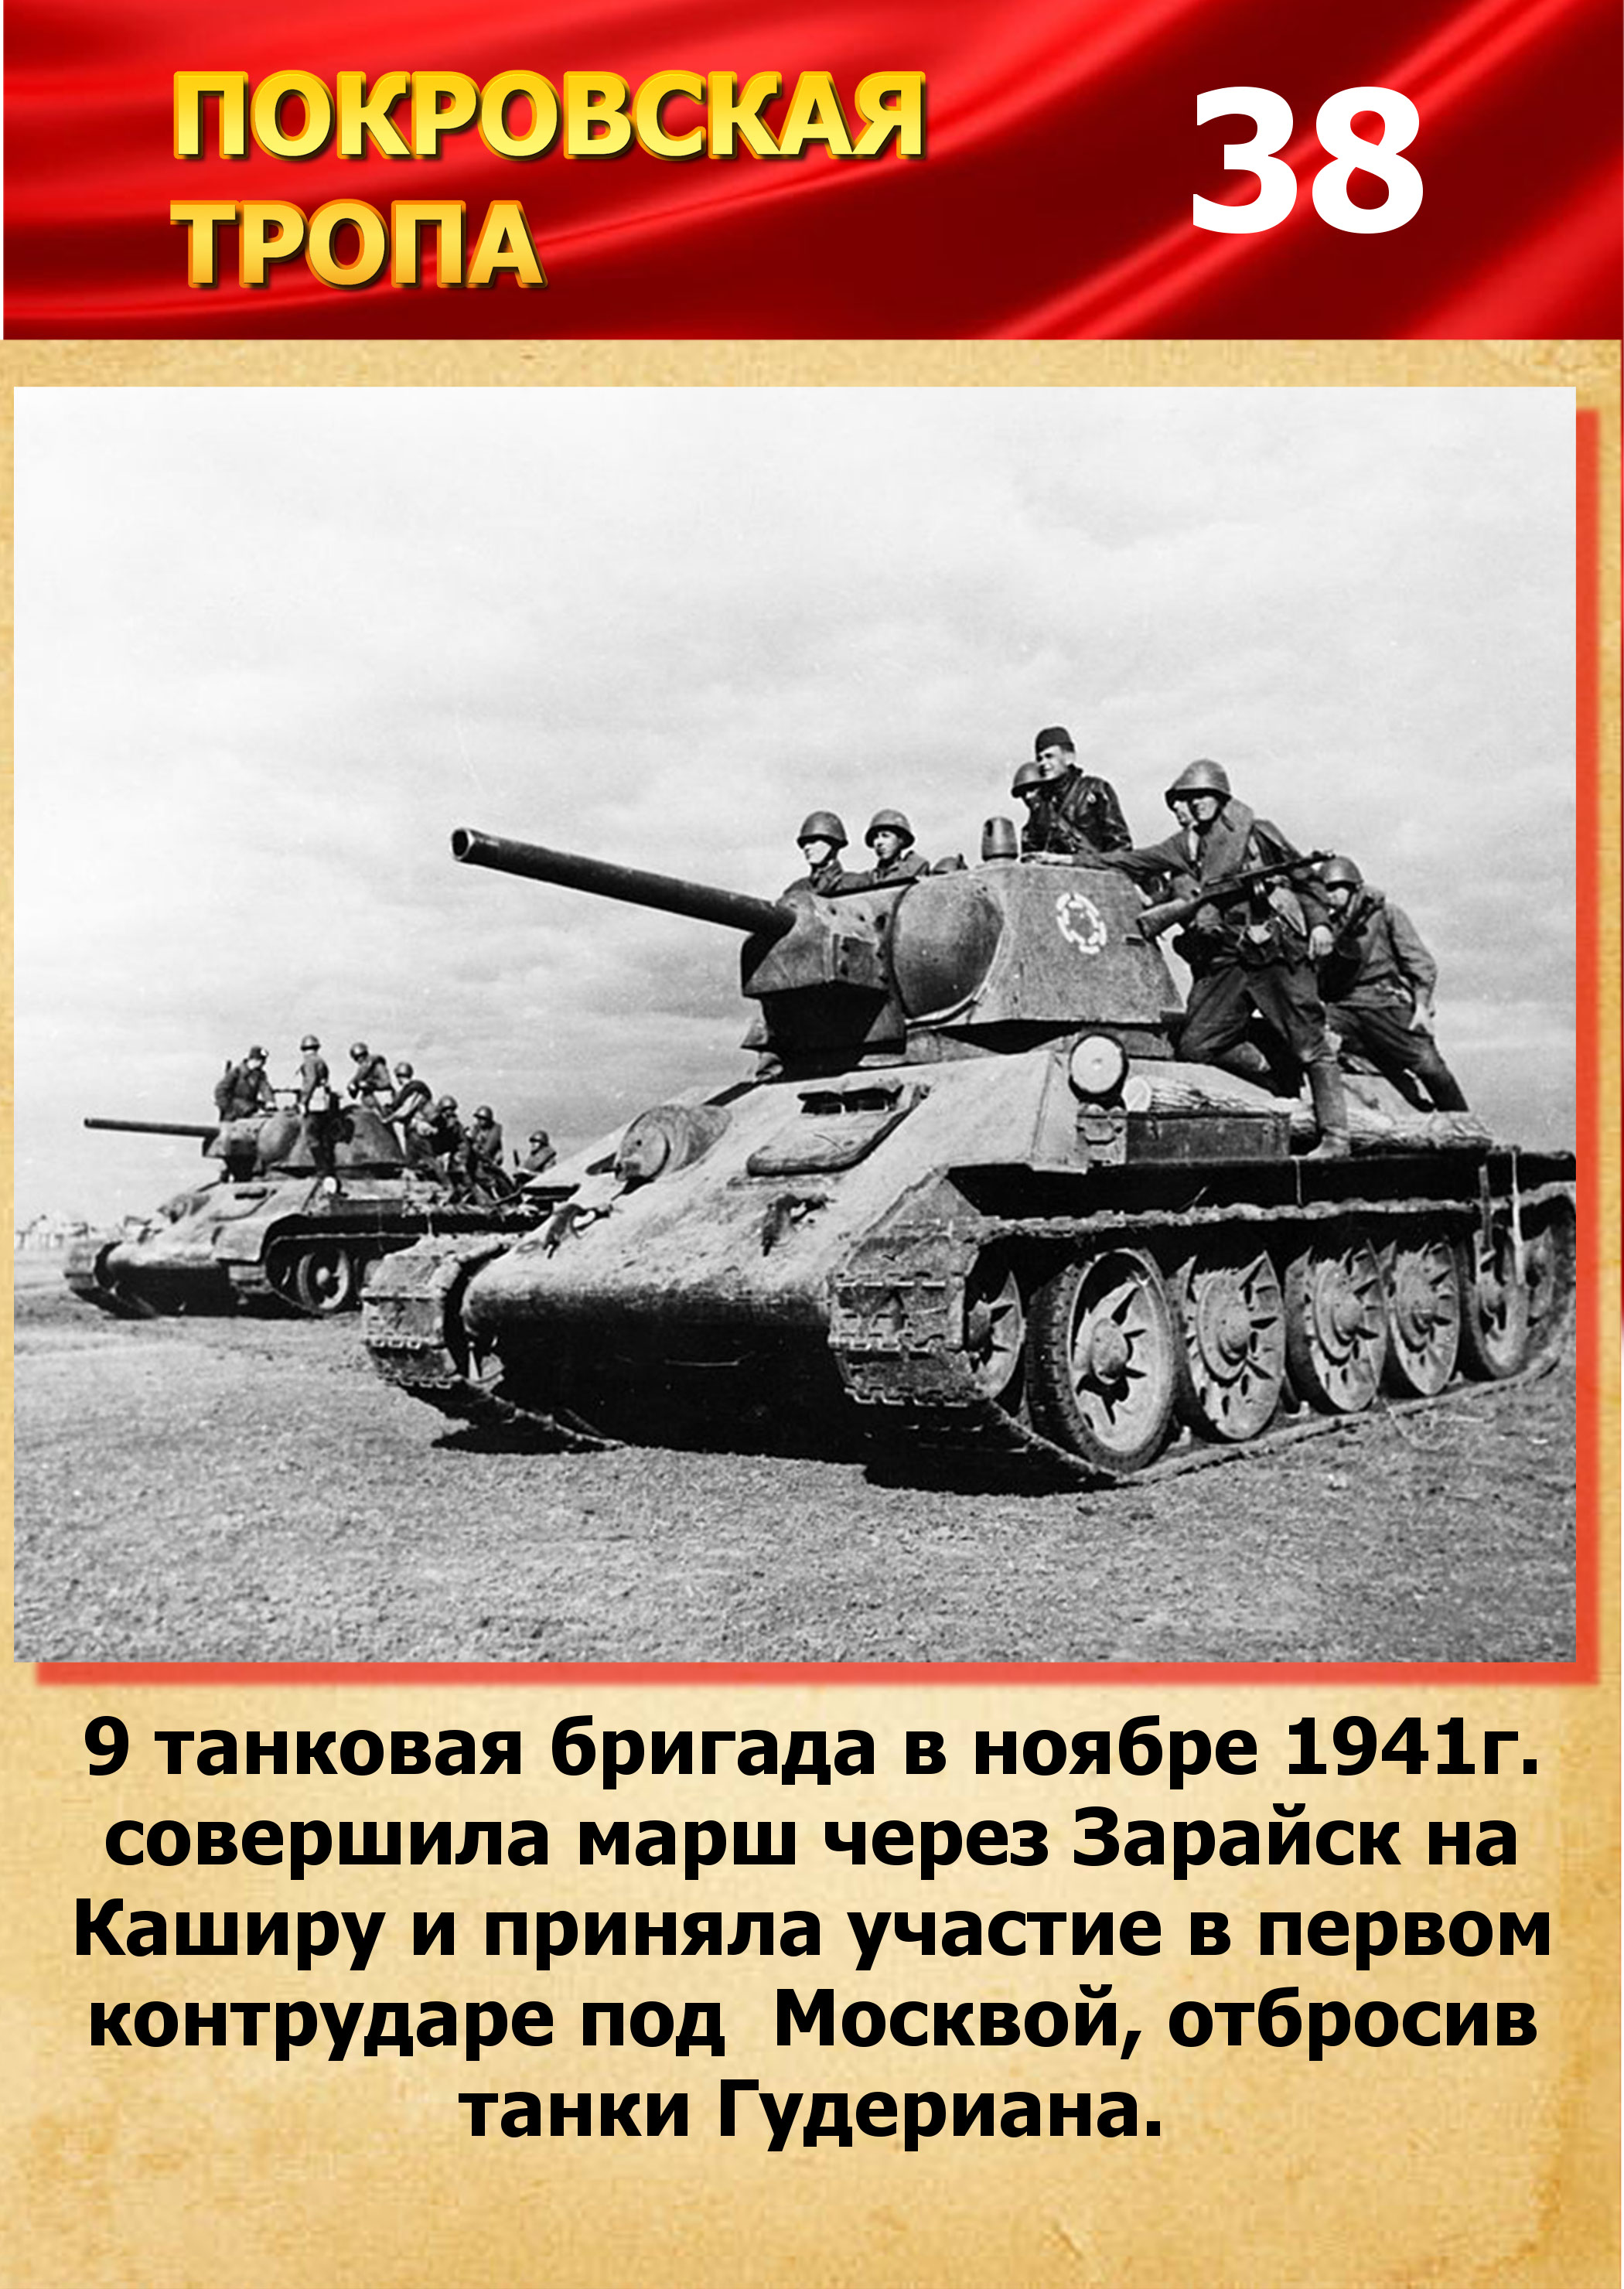 ПОКРОВСКАЯ
ТРОПА
38
9 танковая бригада в ноябре 1941г.
совершила марш через Зарайск на
Каширу и приняла участие в первом
контрударе под  Москвой, отбросив
танки Гудериана.